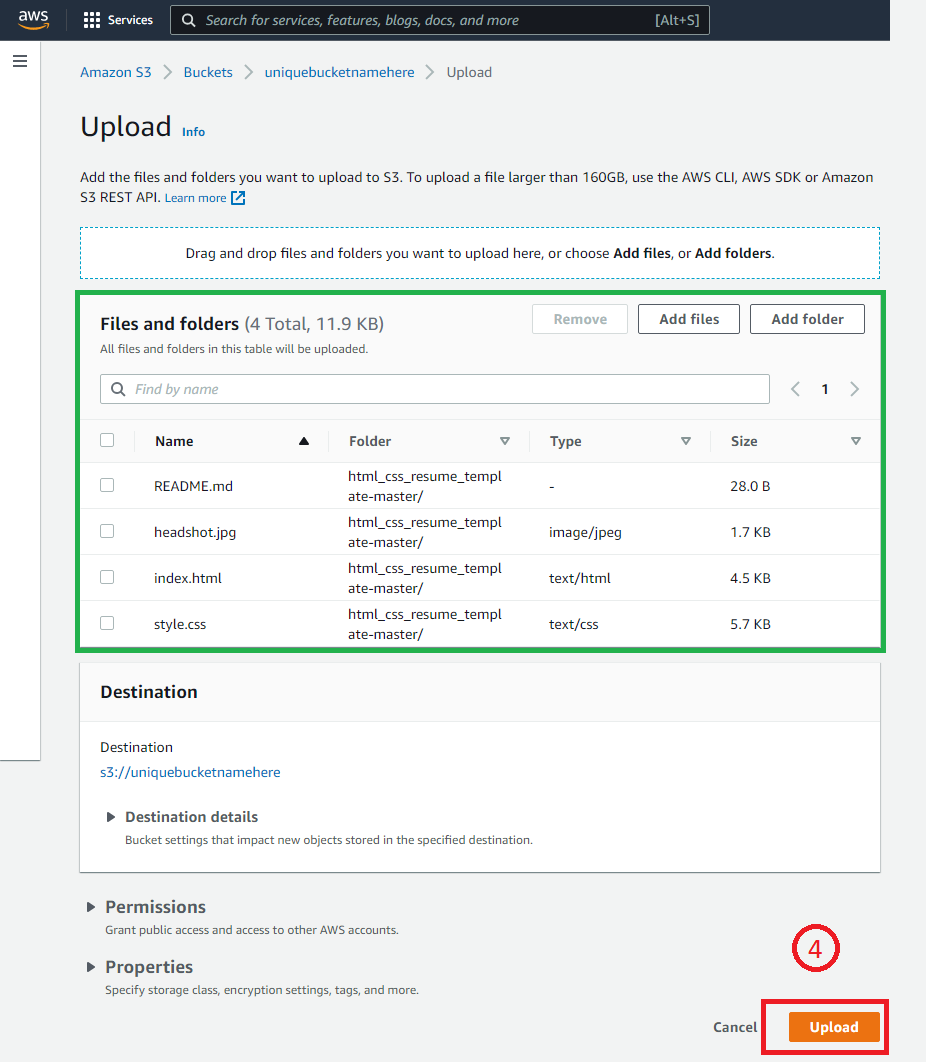 aws Services Search for services, features, blogs, docs, and more [Alt+S]
Amazon S3 Buckets uniquebucketnamehere Upload
Upload Info
Add the files and folders you want to upload to S3. To upload a file larger than 160GB, use the AWS CLI, AWS SDK or Amazon
S3 REST API. Learn more
Drag and drop files and folders you want to upload here, or choose Add files, or Add folders.
Files and folders (4 Total, 11.9 KB) Remove Add files Add folder
All files and folders in this table will be uploaded.
Find by name 1
Name Folder Type Size
README.md html_css_resume_templ
ate-master/ - 28.0 B
headshot.jpg html_css_resume_templ
ate-master/ image/jpeg 1.7 KB
index.html html_css_resume_templ
ate-master/ text/html 4.5 KB
style.css html_css_resume_templ
ate-master/ text/css 5.7 KB
Destination
Destination
s3://uniquebucketnamehere
Destination details
Bucket settings that impact new objects stored in the specified destination.
Permissions
Grant public access and access to other AWS accounts.
Properties
Specify storage class, encryption settings, tags, and more.
4
Cancel Upload